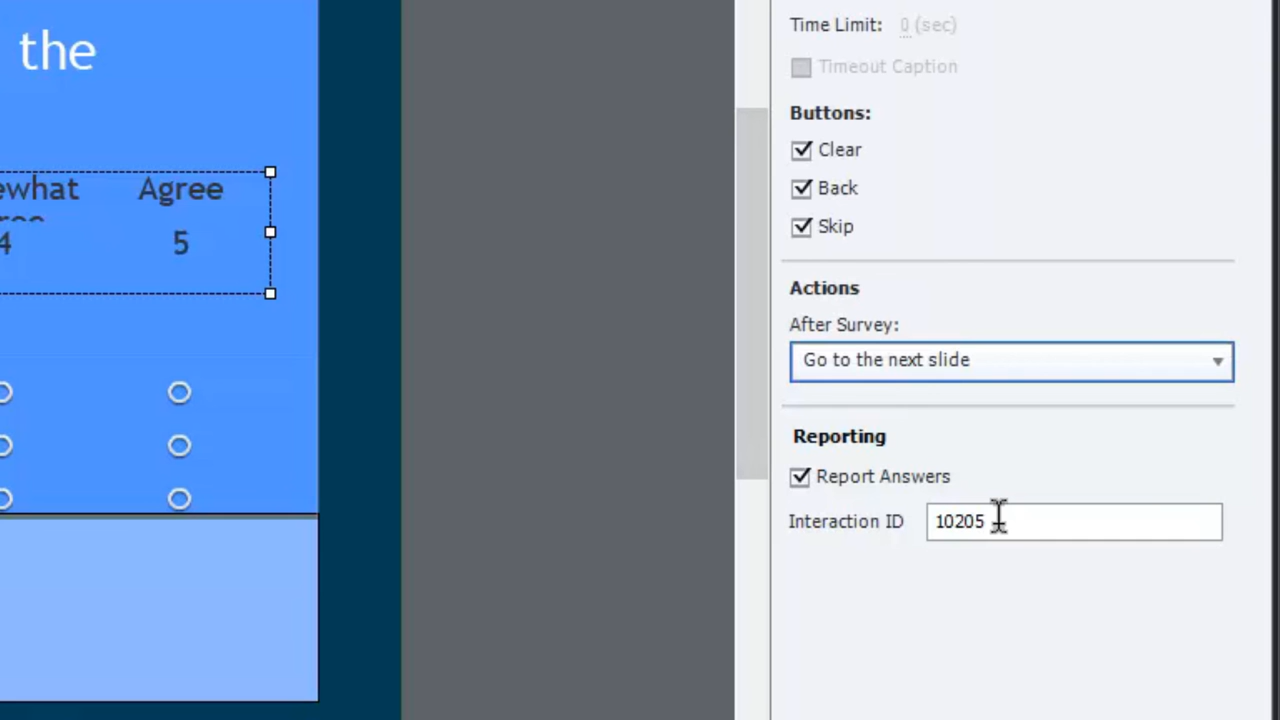 the
ewhat Agree
4 5
Time Limit: 0 (sec)
Timeout Caption
Buttons:
Clear
Back
Skip
Actions
After Survey:
Go to the next slide
Reporting
Report Answers
Interaction ID 10205